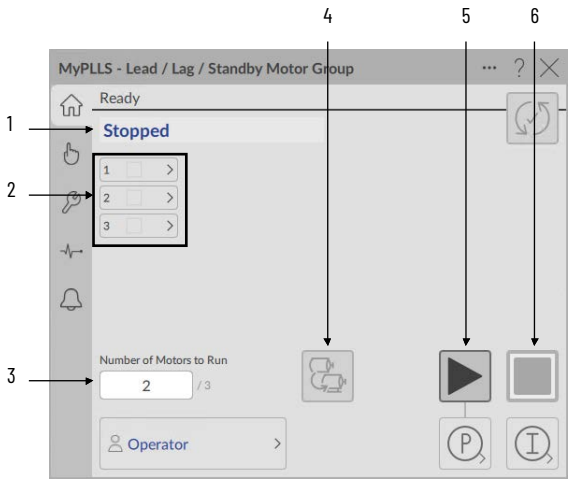 4 5 6
MyPLLS - Lead / Lag / Standby Motor Group ... ?
Ready
1
Stopped
1
2
2
3
Number of Motors to Run
3
2 / 3
P I
Operator